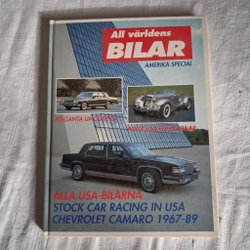 All världens
BILAR
AMERIKA SPECIAL
ALLA USA-BILARNA
STOCK CAR RACING IN USA
CHEVROLET CAMARO 1967-89